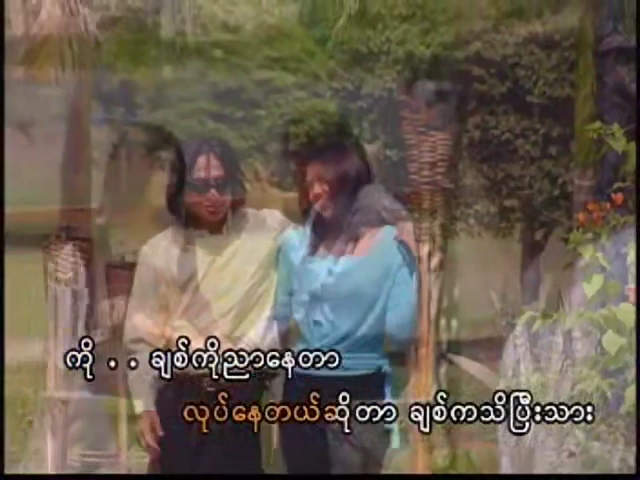 ကို . . ချစ်ကိုညာနေတာ
လုပ်နေတယ်ဆိုတာ ချစ်ကသိပြီးသား